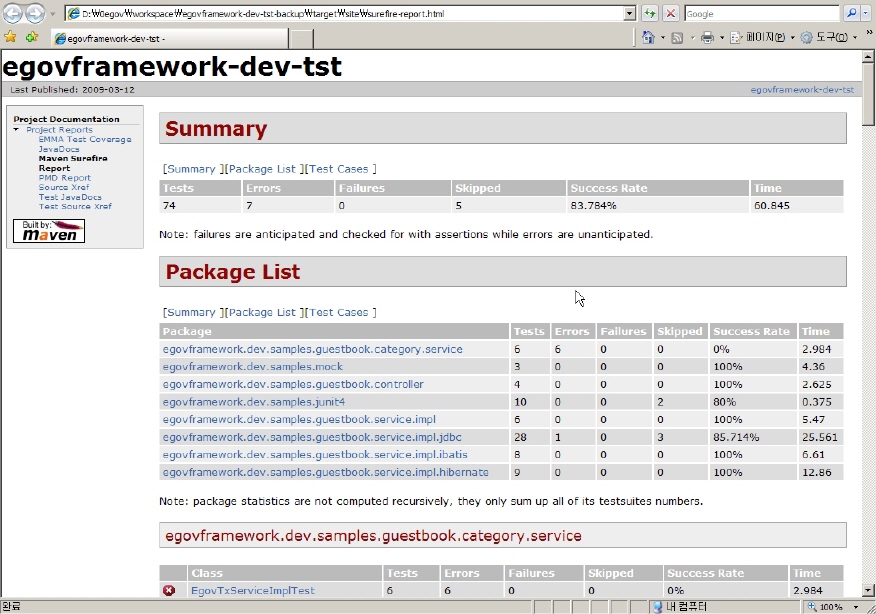 D:₩0egov₩workspace₩egovframework-dev-tst-backup₩target₩site₩surefire-report.html
Google
egovframework-dev-tst -
페이지(P)
도구(O)
egovframework-dev-tst
Last Published: 2009-03-12
egovframework-dev-tst
Project Documentation
Project Reports
EMMA Test Coverage
JavaDocs
Maven Surefire
Report
PMD Report
Source Xref
Test JavaDocs
Test Source Xref
Built by:
maven
Summary
[Summary ][Package List ][Test Cases ]
Tests Errors Failures Skipped Success Rate Time
74 7 0 5 83.784% 60.845
Note: failures are anticipated and checked for with assertions while errors are unanticipated.
Package List
[Summary ][Package List ][Test Cases ]
Package Tests Errors Failures Skipped Success Rate Time
egovframework.dev.samples.guestbook.category.service 6 6 0 0 0% 2.984
egovframework.dev.samples.mock 3 0 0 0 100% 4.36
egovframework.dev.samples.guestbook.controller 4 0 0 0 100% 2.625
egovframework.dev.samples.junit4 10 0 0 2 80% 0.375
egovframework.dev.samples.guestbook.service.impl 6 0 0 0 100% 5.47
egovframework.dev.samples.guestbook.service.impl.jdbc 28 1 0 3 85.714% 25.561
egovframework.dev.samples.guestbook.service.impl.ibatis 8 0 0 0 100% 6.61
egovframework.dev.samples.guestbook.service.impl.hibernate 9 0 0 0 100% 12.86
Note: package statistics are not computed recursively, they only sum up all of its testsuites numbers.
egovframework.dev.samples.guestbook.category.service
Class Tests Errors Failures Skipped Success Rate Time
EgovTxServiceImplTest 6 6 0 0 0% 2.984
완료
내 컴퓨터
100%